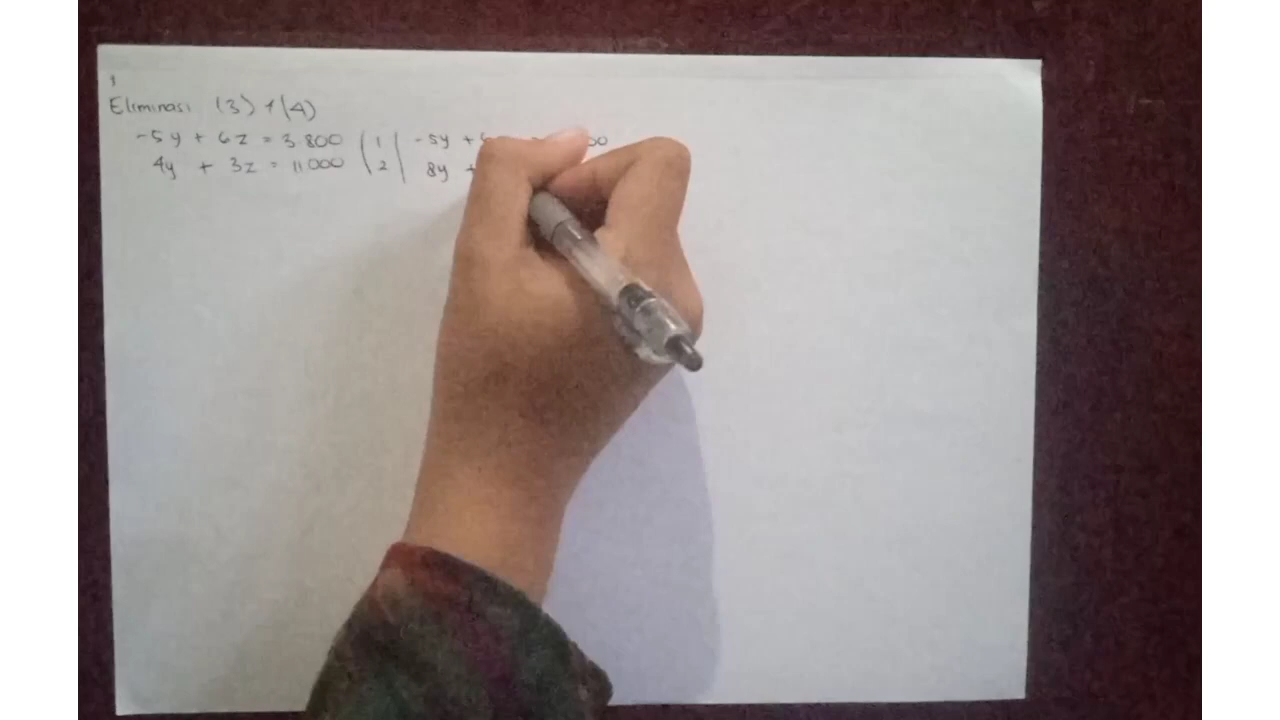 Eliminasi (3) + (4)
-5y + 6z = 3.800 | 1 | -5y +
4y + 3z = 11.000 | 2 | 8y +